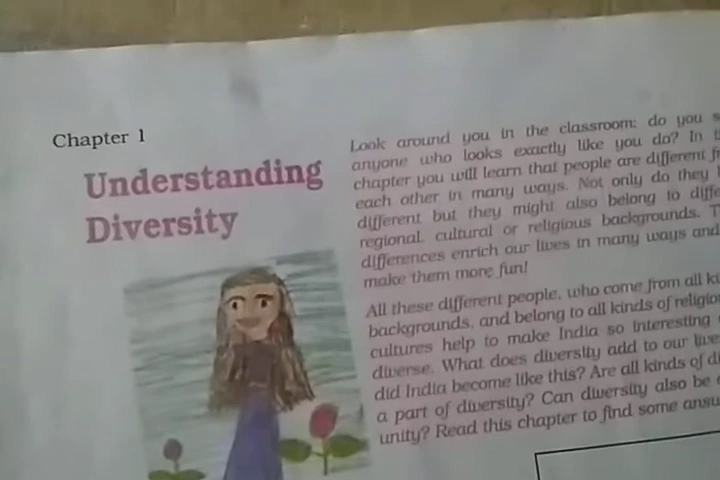 Chapter 1
Understanding
Diversity
Look around you in the classroom: do you
anyone who looks exactly like you do? In
chapter you will learn that people are different
each other in many ways. Not only do they
different but they might also belong to
regional, cultural or religious backgrounds.
differences enrich our lives in many ways and
make them more fun!
All these different people, who come from all
backgrounds, and belong to all kinds of
cultures help to make India so interesting
diverse. What does diversity add to our
did India become like this? Are all kinds of
a part of diversity? Can diversity also be
unity? Read this chapter to find some